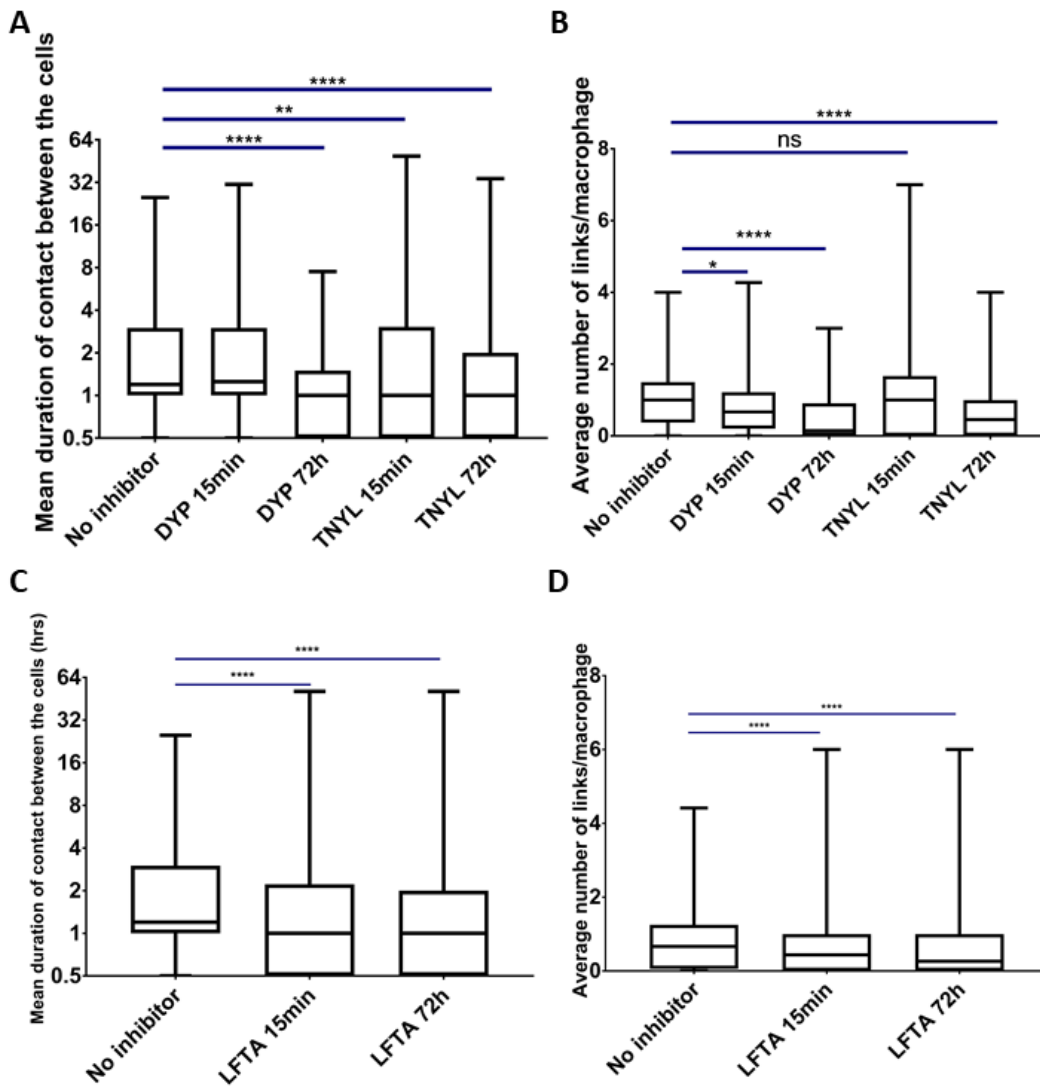 A
Mean duration of contact between the cells
****
**
****
64
32
16
8
4
2
1
0.5
No inhibitor
DYP 15min
DYP 72h
TNYL 15min
TNYL 72h
B
Average number of links/macrophage
****
ns
****
*
8
6
4
2
0
No inhibitor
DYP 15min
DYP 72h
TNYL 15min
TNYL 72h
C
Mean duration of contact between the cells (hrs)
****
****
64
32
16
8
4
2
1
0.5
No inhibitor
LFTA 15min
LFTA 72h
D
Average number of links/macrophage
****
****
8
6
4
2
0
No inhibitor
LFTA 15min
LFTA 72h